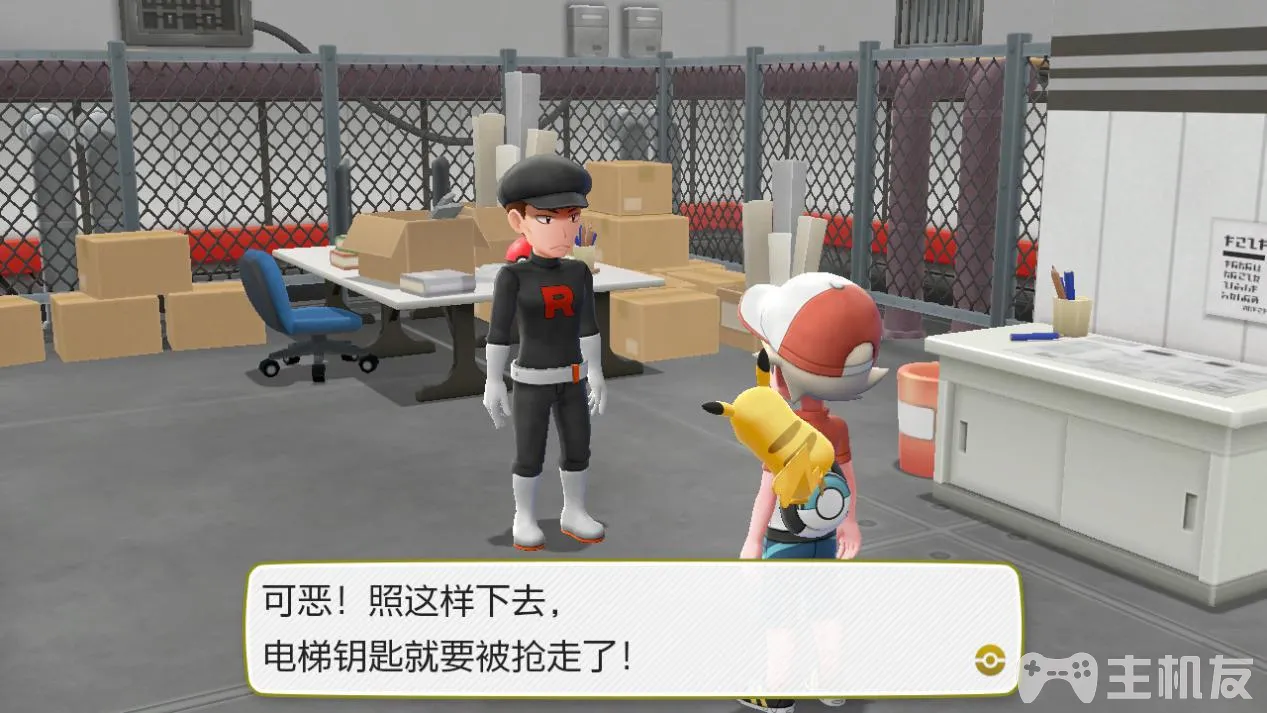 R
可恶！照这样下去，
电梯钥匙就要被抢走了！
主机友